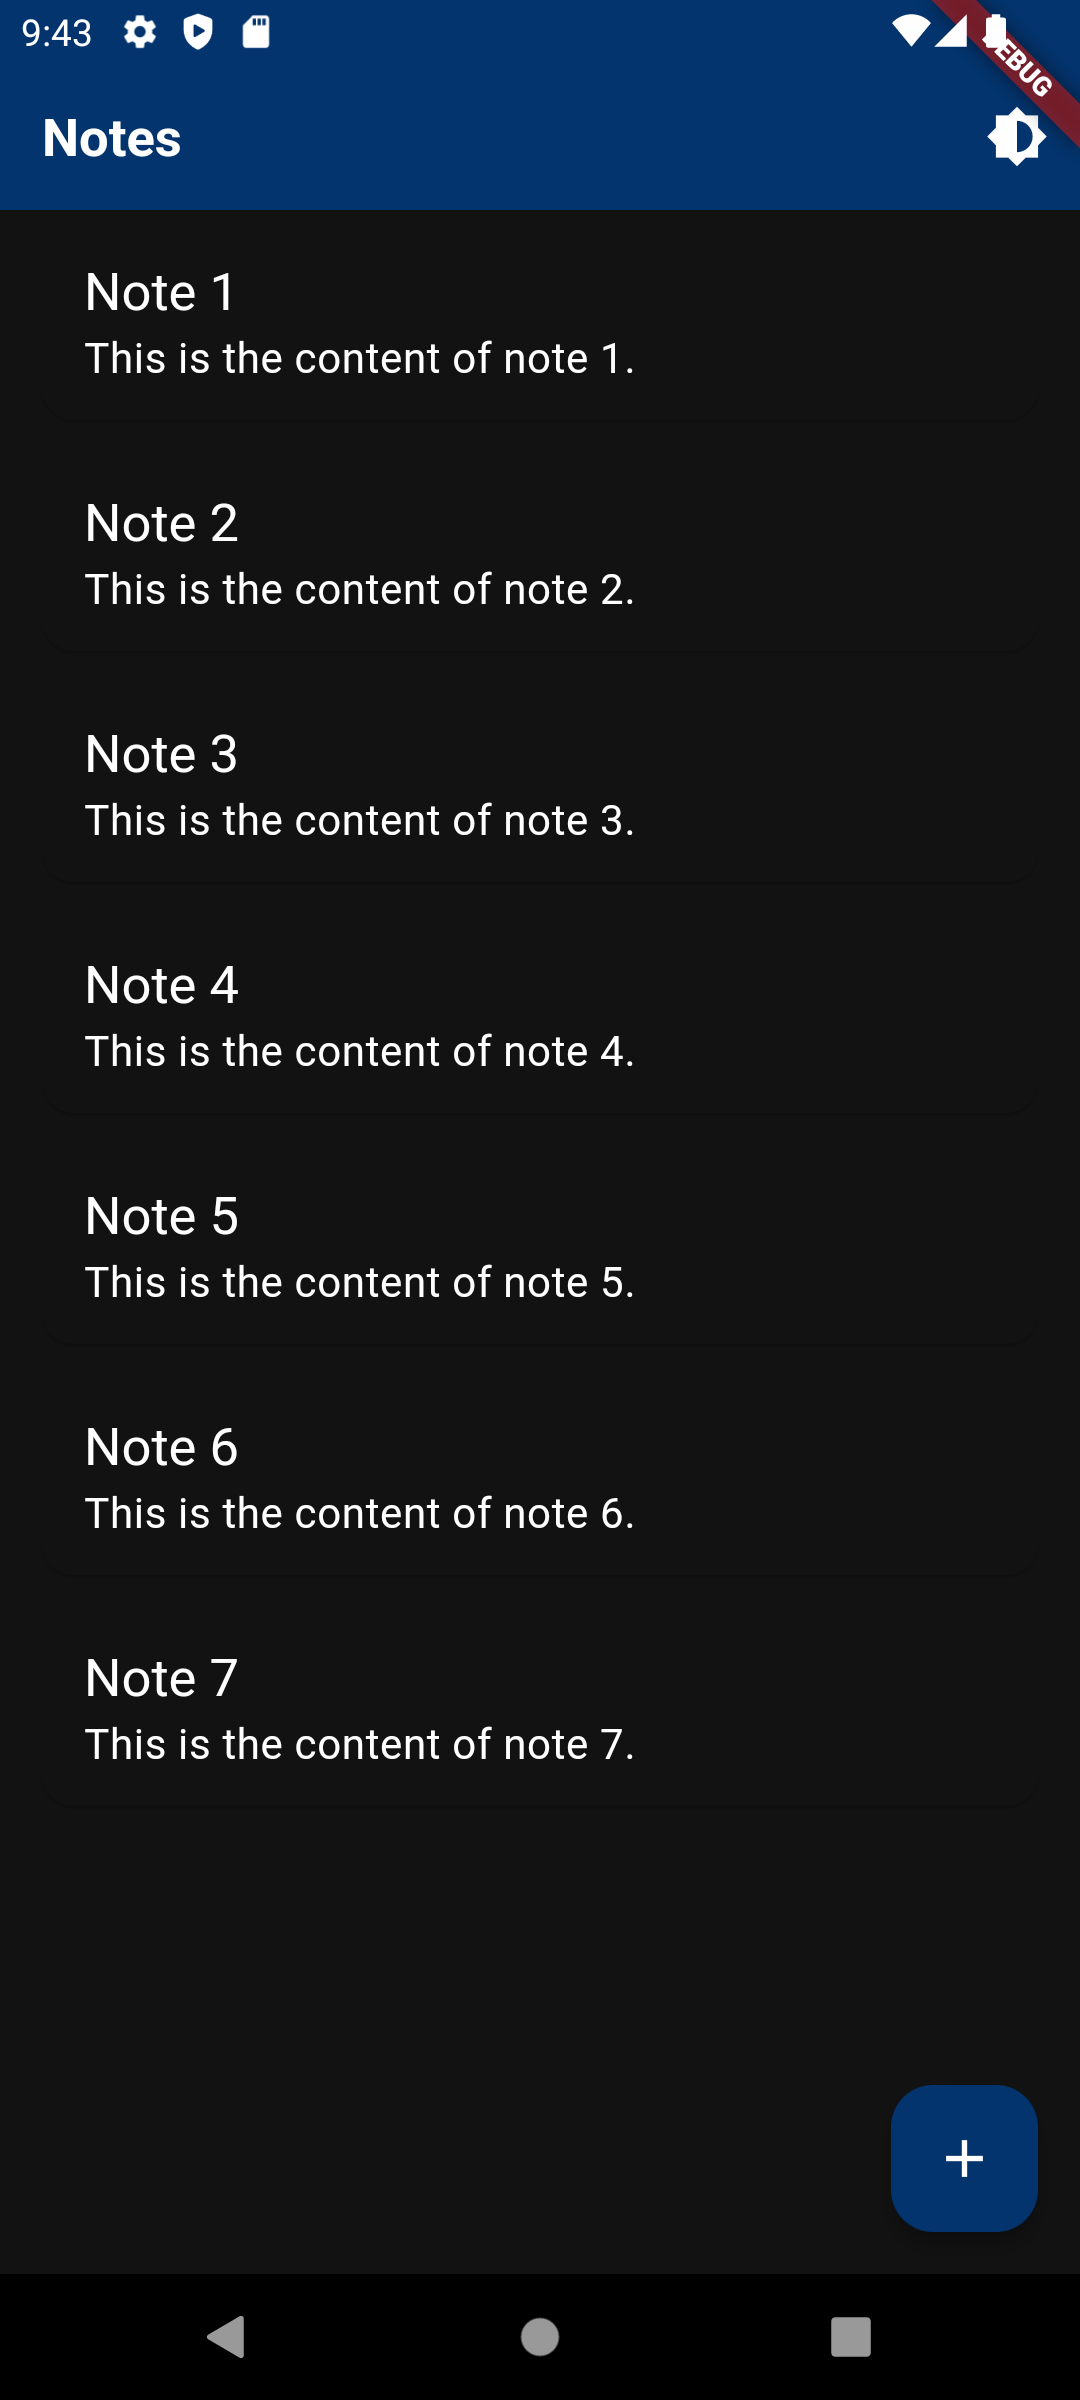 9:43
DEBUG
Notes
Note 1
This is the content of note 1.
Note 2
This is the content of note 2.
Note 3
This is the content of note 3.
Note 4
This is the content of note 4.
Note 5
This is the content of note 5.
Note 6
This is the content of note 6.
Note 7
This is the content of note 7.